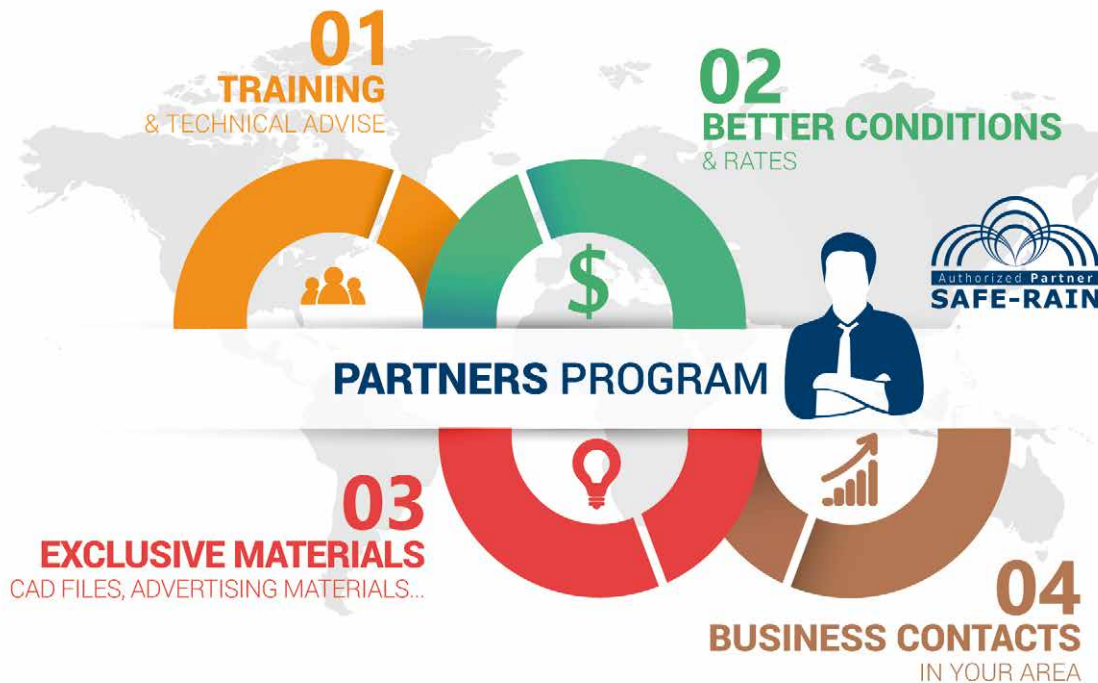 01
TRAINING
& TECHNICAL ADVISE
02
BETTER CONDITIONS
& RATES
$
Authorized Partner
SAFE-RAIN
PARTNERS PROGRAM
03
EXCLUSIVE MATERIALS
CAD FILES, ADVERTISING MATERIALS...
04
BUSINESS CONTACTS
IN YOUR AREA